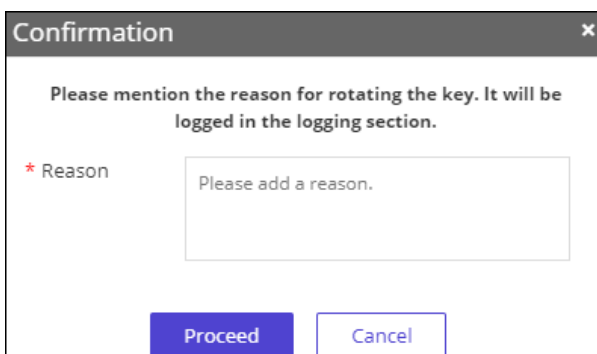 Confirmation ×
Please mention the reason for rotating the key. It will be
logged in the logging section.
* Reason
Please add a reason.
Proceed Cancel